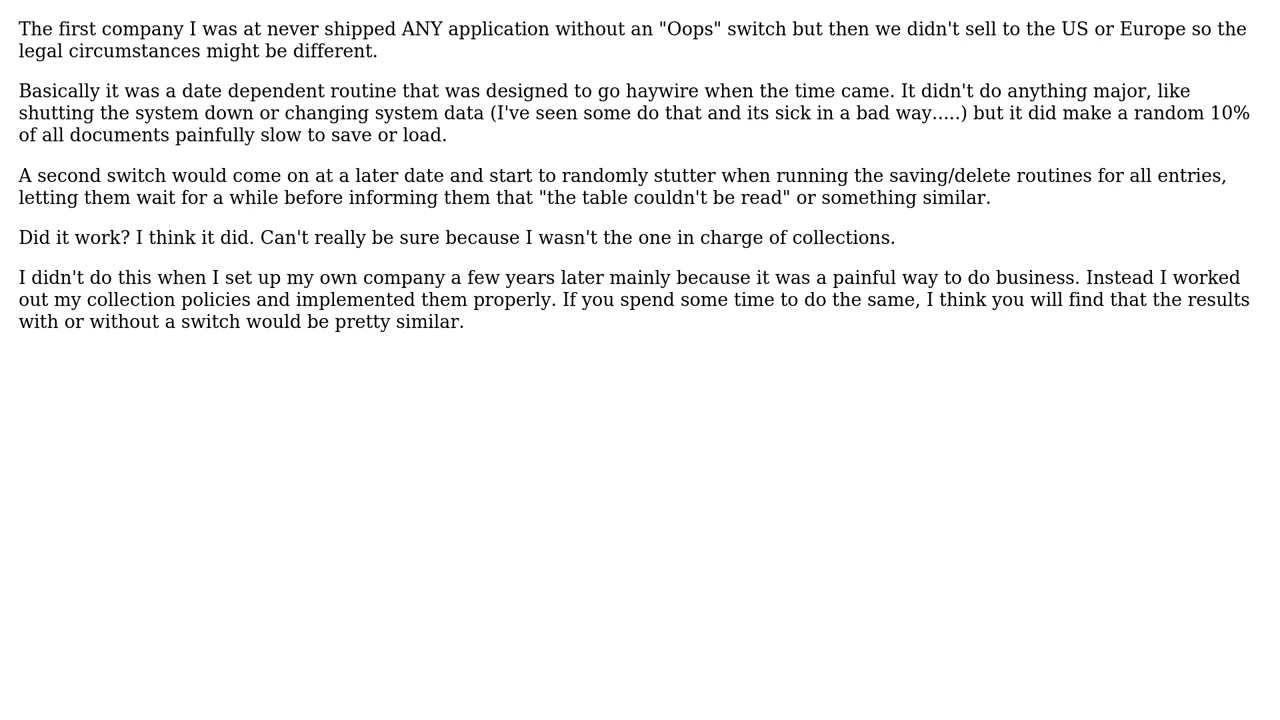 The first company I was at never shipped ANY application without an "Oops" switch but then we didn't sell to the US or Europe so the
legal circumstances might be different.
Basically it was a date dependent routine that was designed to go haywire when the time came. It didn't do anything major, like
shutting the system down or changing system data (I've seen some do that and its sick in a bad way.....) but it did make a random 10%
of all documents painfully slow to save or load.
A second switch would come on at a later date and start to randomly stutter when running the saving/delete routines for all entries,
letting them wait for a while before informing them that "the table couldn't be read" or something similar.
Did it work? I think it did. Can't really be sure because I wasn't the one in charge of collections.
I didn't do this when I set up my own company a few years later mainly because it was a painful way to do business. Instead I worked
out my collection policies and implemented them properly. If you spend some time to do the same, I think you will find that the results
with or without a switch would be pretty similar.